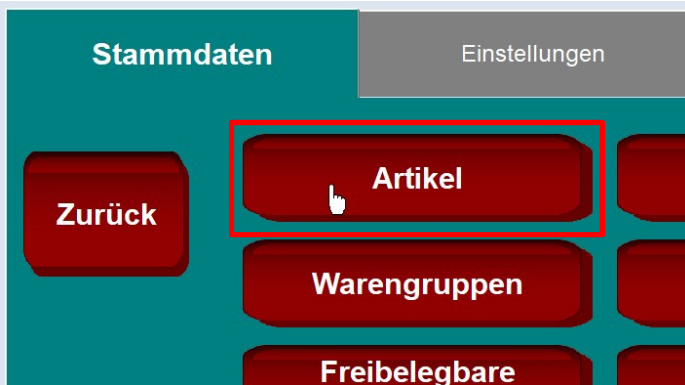 Stammdaten
Einstellungen
Artikel
Zurück
Warengruppen
Freibelegbare